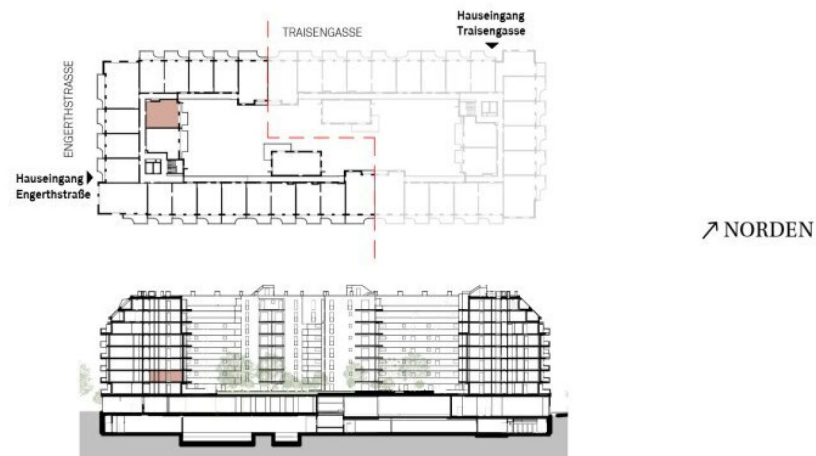 Hauseingang
Traisengasse
TRAISENGASSE
ENGERTHSTRASSE
Hauseingang
Engerthstraße
NORDEN